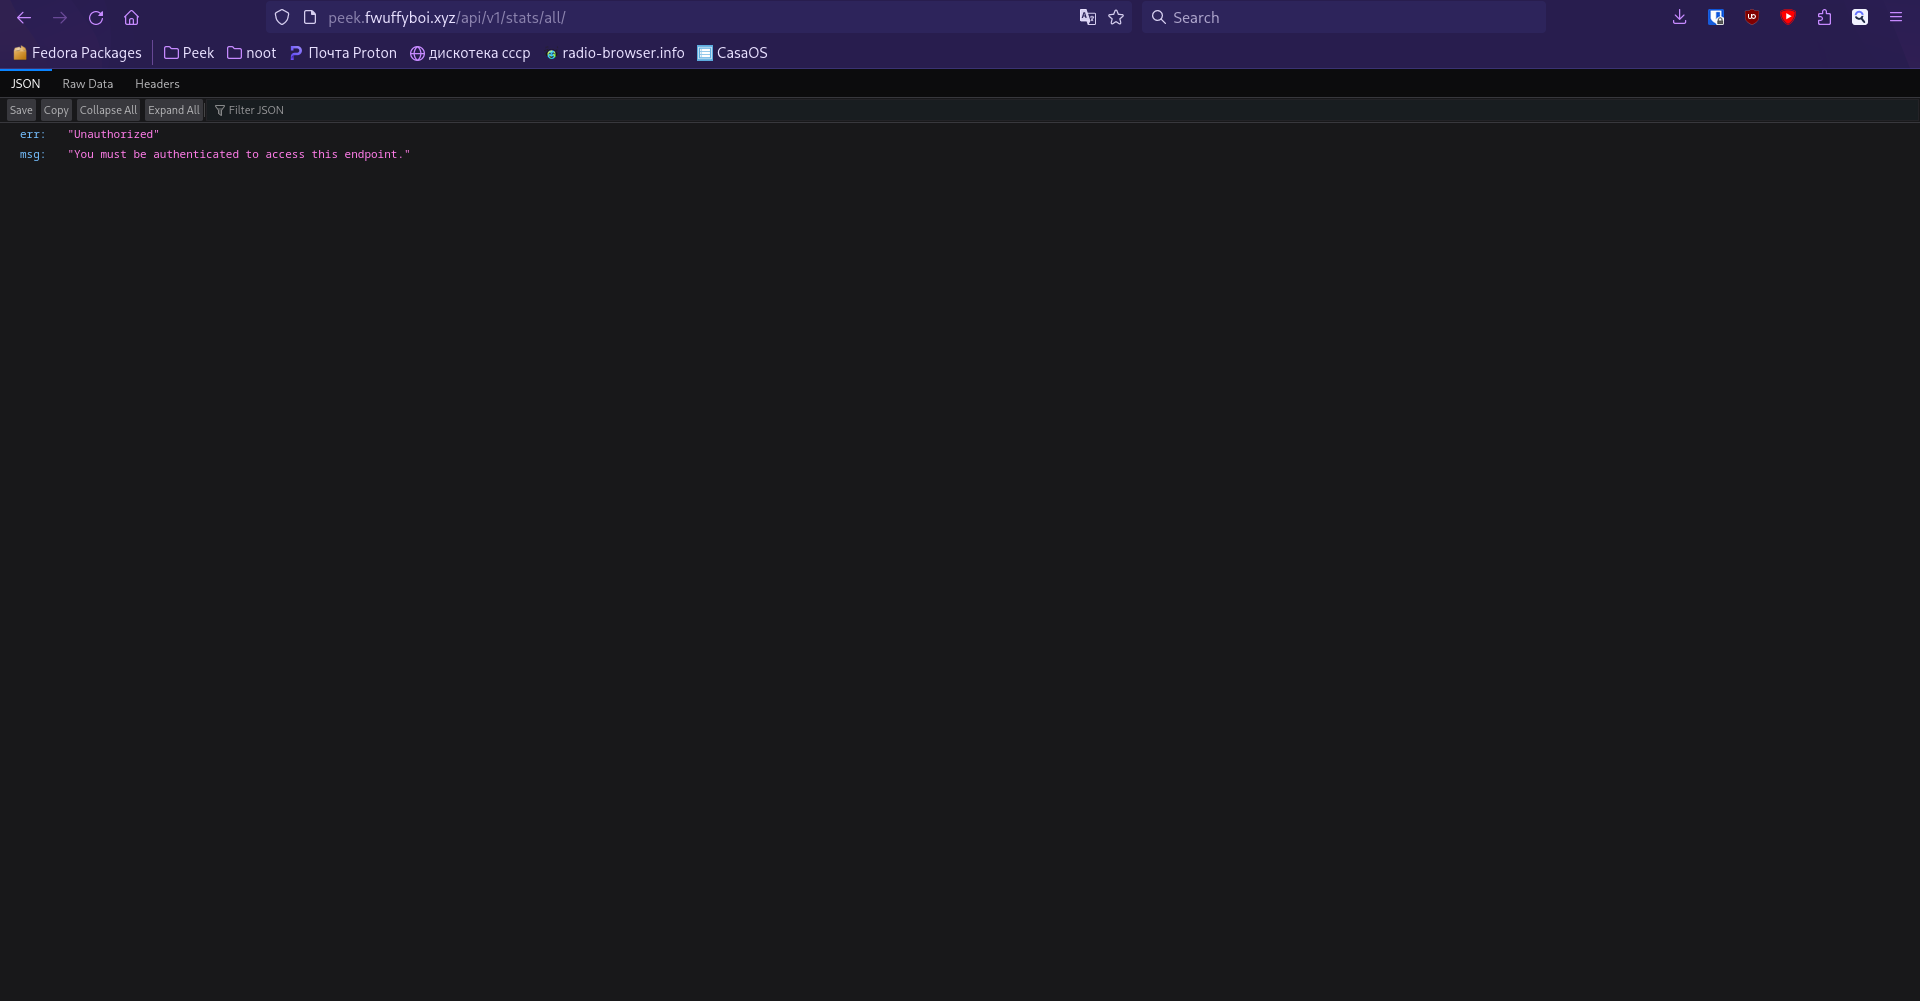 peek.fwuffyboi.xyz/api/v1/stats/all/
Search
Fedora Packages
Peek
noot
Почта Proton
дискотека ссср
radio-browser.info
CasaOS
JSON
Raw Data
Headers
Save
Copy
Collapse All
Expand All
Filter JSON
err: "Unauthorized"
msg: "You must be authenticated to access this endpoint."